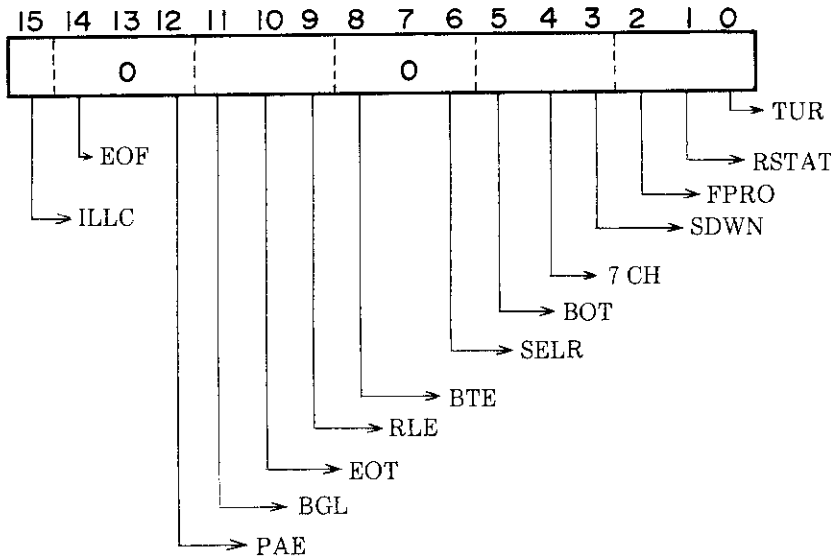 15 14 13 12 11 10 9 8 7 6 5 4 3 2 1 0
0 0
TUR
EOF
RSTAT
FPRO
ILLC
SDWN
7 CH
BOT
SELR
BTE
RLE
EOT
BGL
PAE